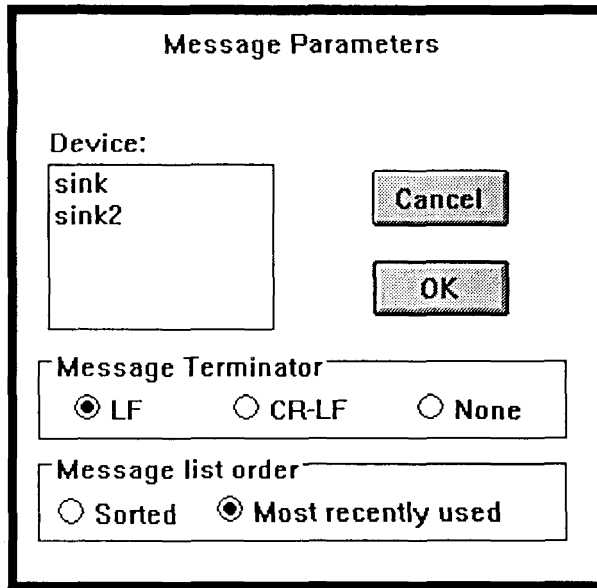 Message Parameters
Device:
sink
sink2
Cancel
OK
Message Terminator
LF CR-LF None
Message list order
Sorted Most recently used